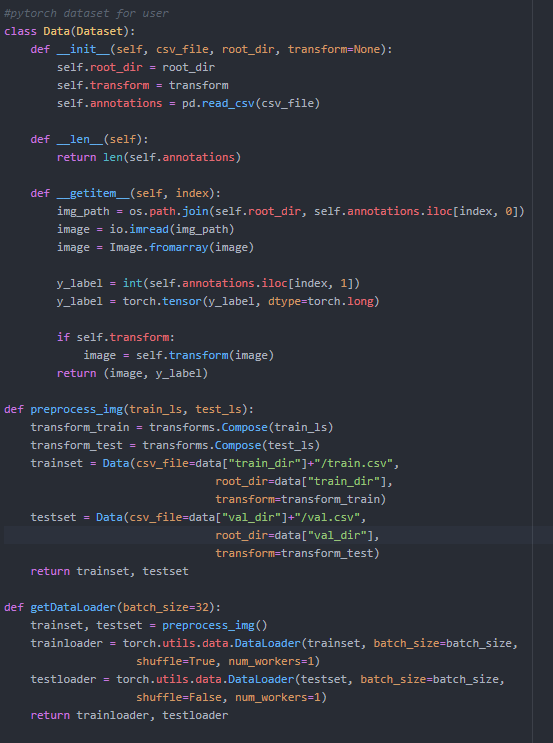 #pytorch dataset for user
class Data(Dataset):
    def __init__(self, csv_file, root_dir, transform=None):
        self.root_dir = root_dir
        self.transform = transform
        self.annotations = pd.read_csv(csv_file)

    def __len__(self):
        return len(self.annotations)

    def __getitem__(self, index):
        img_path = os.path.join(self.root_dir, self.annotations.iloc[index, 0])
        image = io.imread(img_path)
        image = Image.fromarray(image)

        y_label = int(self.annotations.iloc[index, 1])
        y_label = torch.tensor(y_label, dtype=torch.long)

        if self.transform:
            image = self.transform(image)
        return (image, y_label)

def preprocess_img(train_ls, test_ls):
    transform_train = transforms.Compose(train_ls)
    transform_test = transforms.Compose(test_ls)
    trainset = Data(csv_file=data["train_dir"]+"/train.csv",
                                root_dir=data["train_dir"],
                                transform=transform_train)
    testset = Data(csv_file=data["val_dir"]+"/val.csv",
                                root_dir=data["val_dir"],
                                transform=transform_test)
    return trainset, testset

def getDataLoader(batch_size=32):
    trainset, testset = preprocess_img()
    trainloader = torch.utils.data.DataLoader(trainset, batch_size=batch_size,
                    shuffle=True, num_workers=1)
    testloader = torch.utils.data.DataLoader(testset, batch_size=batch_size,
                    shuffle=False, num_workers=1)
    return trainloader, testloader